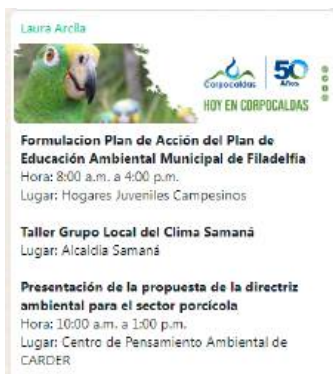 Laura Arcila
Corpocaldas
50
Años
HOY EN CORPOCALDAS
Formulacion Plan de Acción del Plan de
Educación Ambiental Municipal de Filadelfia
Hora: 8:00 a.m. a 4:00 p.m.
Lugar: Hogares Juveniles Campesinos
Taller Grupo Local del Clima Samaná
Lugar: Alcaldia Samaná
Presentación de la propuesta de la directriz
ambiental para el sector porcícola
Hora: 10:00 a.m. a 1:00 p.m.
Lugar: Centro de Pensamiento Ambiental de
CARDER